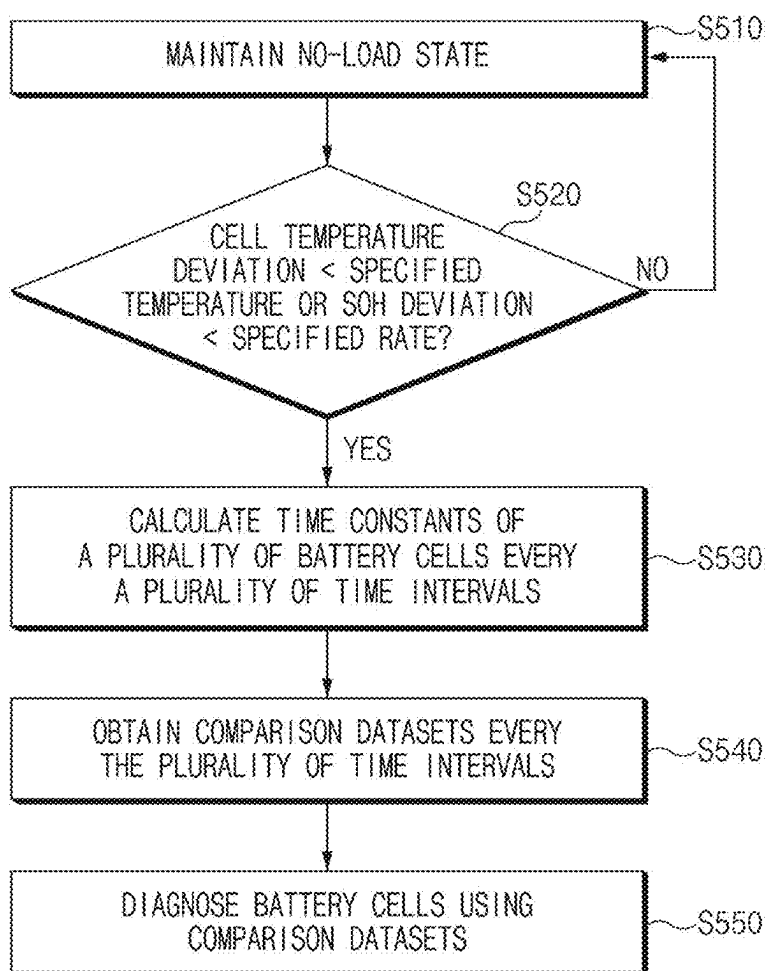 S510
MAINTAIN NO-LOAD STATE
S520
CELL TEMPERATURE
DEVIATION < SPECIFIED
TEMPERATURE OR SOH DEVIATION
< SPECIFIED RATE?
NO
YES
CALCULATE TIME CONSTANTS OF
A PLURALITY OF BATTERY CELLS EVERY
A PLURALITY OF TIME INTERVALS
S530
OBTAIN COMPARISON DATASETS EVERY
THE PLURALITY OF TIME INTERVALS
S540
DIAGNOSE BATTERY CELLS USING
COMPARISON DATASETS
S550